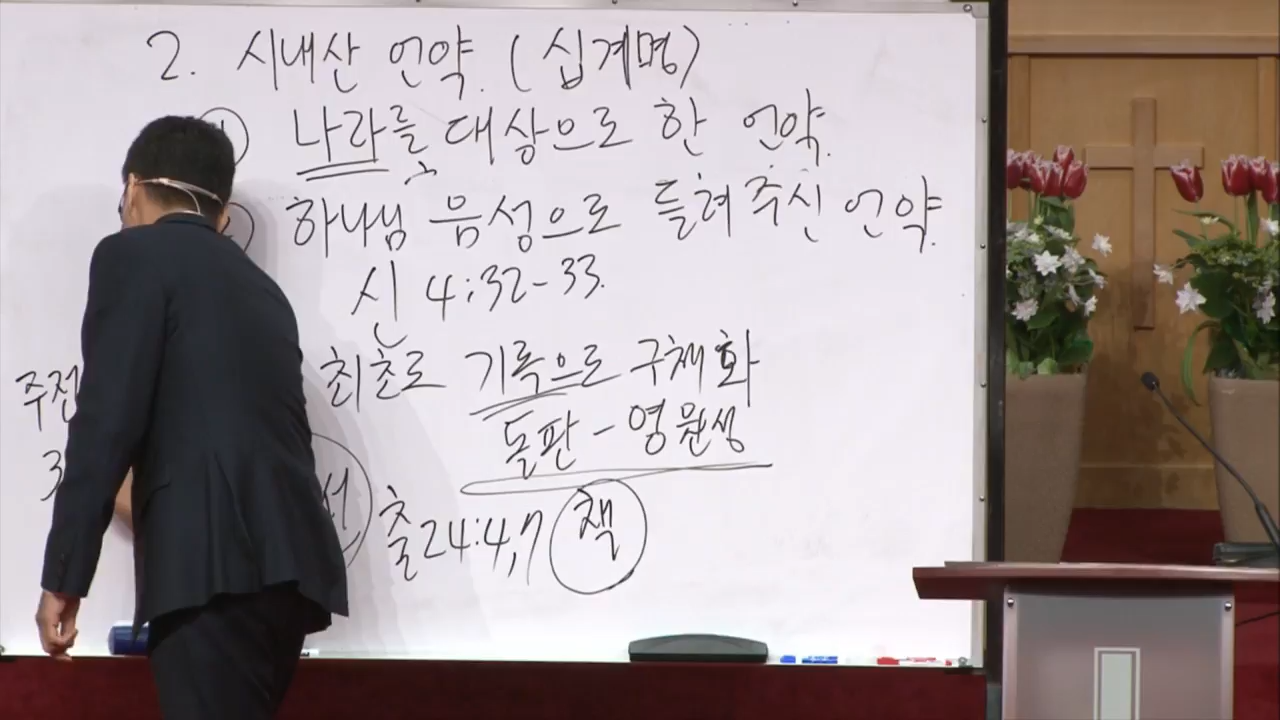 2. 시내산 언약. (십계명)
나라를 대상으로 한 언약.
하나님 음성으로 들려주신 언약.
신 4:32-33.
최초로 기록으로 구체화
돌판 - 영원성
주전
3
출24:4,7 책